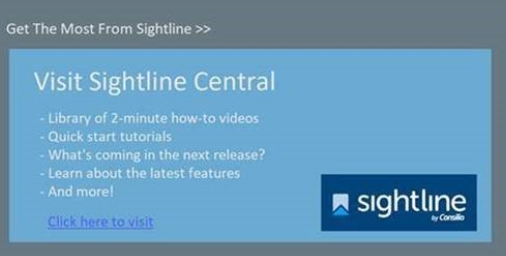 Get The Most From Sightline >>
Visit Sightline Central
- Library of 2-minute how-to videos
- Quick start tutorials
- What's coming in the next release?
- Learn about the latest features
- And more!
Click here to visit
sightline
by Consilio